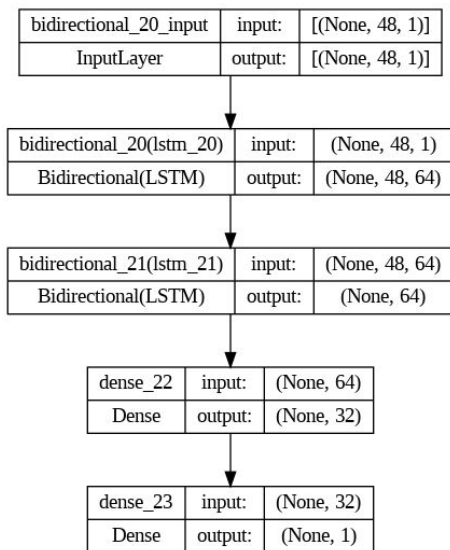 bidirectional_20_input input: [(None, 48, 1)]
InputLayer output: [(None, 48, 1)]
bidirectional_20(lstm_20) input: (None, 48, 1)
Bidirectional(LSTM) output: (None, 48, 64)
bidirectional_21(lstm_21) input: (None, 48, 64)
Bidirectional(LSTM) output: (None, 64)
dense_22 input: (None, 64)
Dense output: (None, 32)
dense_23 input: (None, 32)
Dense output: (None, 1)